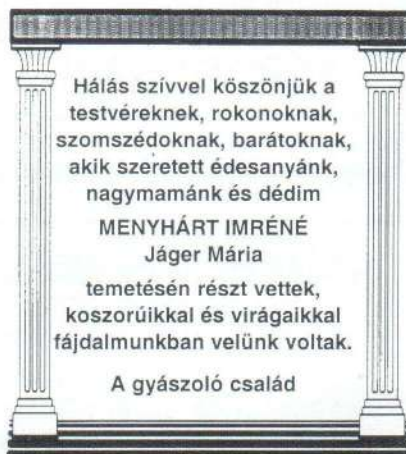 Hálás szívvel köszönjük a
testvéreknek, rokonoknak,
szomszédoknak, barátoknak,
akik szeretett édesanyánk,
nagymamánk és dédim
MENYHÁRT IMRÉNÉ
Jáger Mária
temetésén részt vettek,
koszorúikkal és virágaikkal
fájdalmunkban velünk voltak.
A gyászoló család